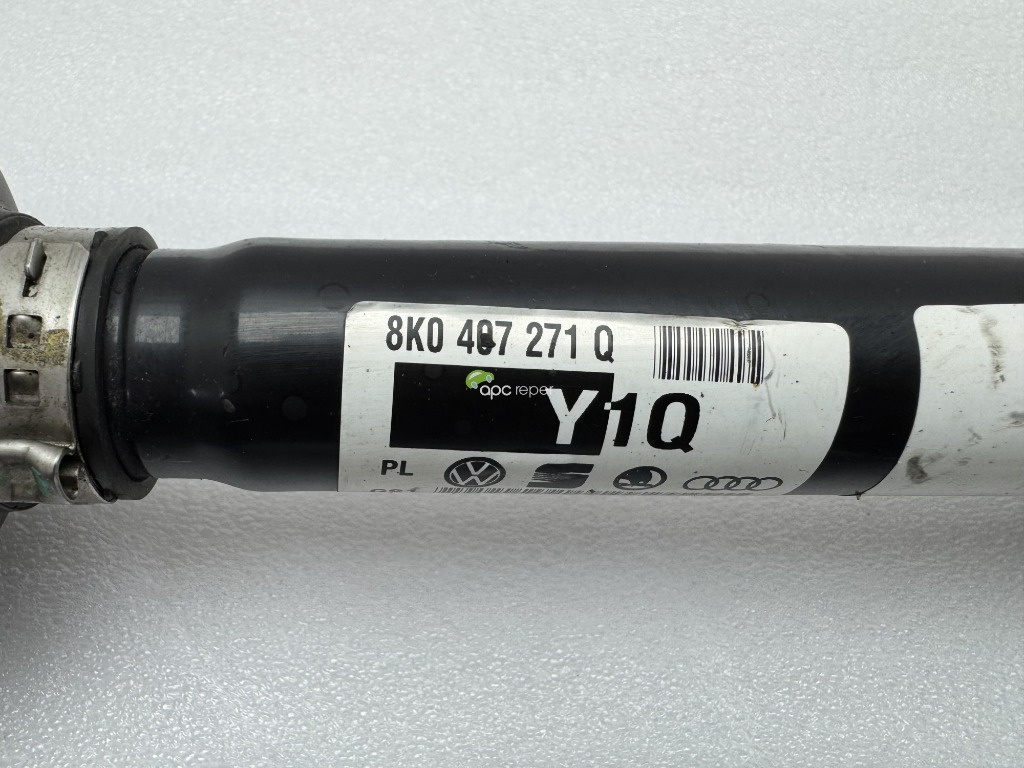 8K0 407 271 Q
apc reper
Y1Q
PL